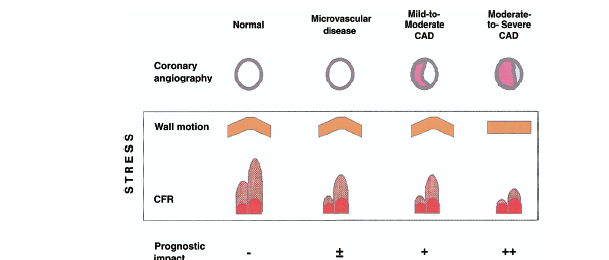 Normal
Microvascular
disease
Mild-to-
Moderate
CAD
Moderate-
to- Severe
CAD
Coronary
angiography
STRESS
Wall motion
CFR
Prognostic
impact
- ± + ++